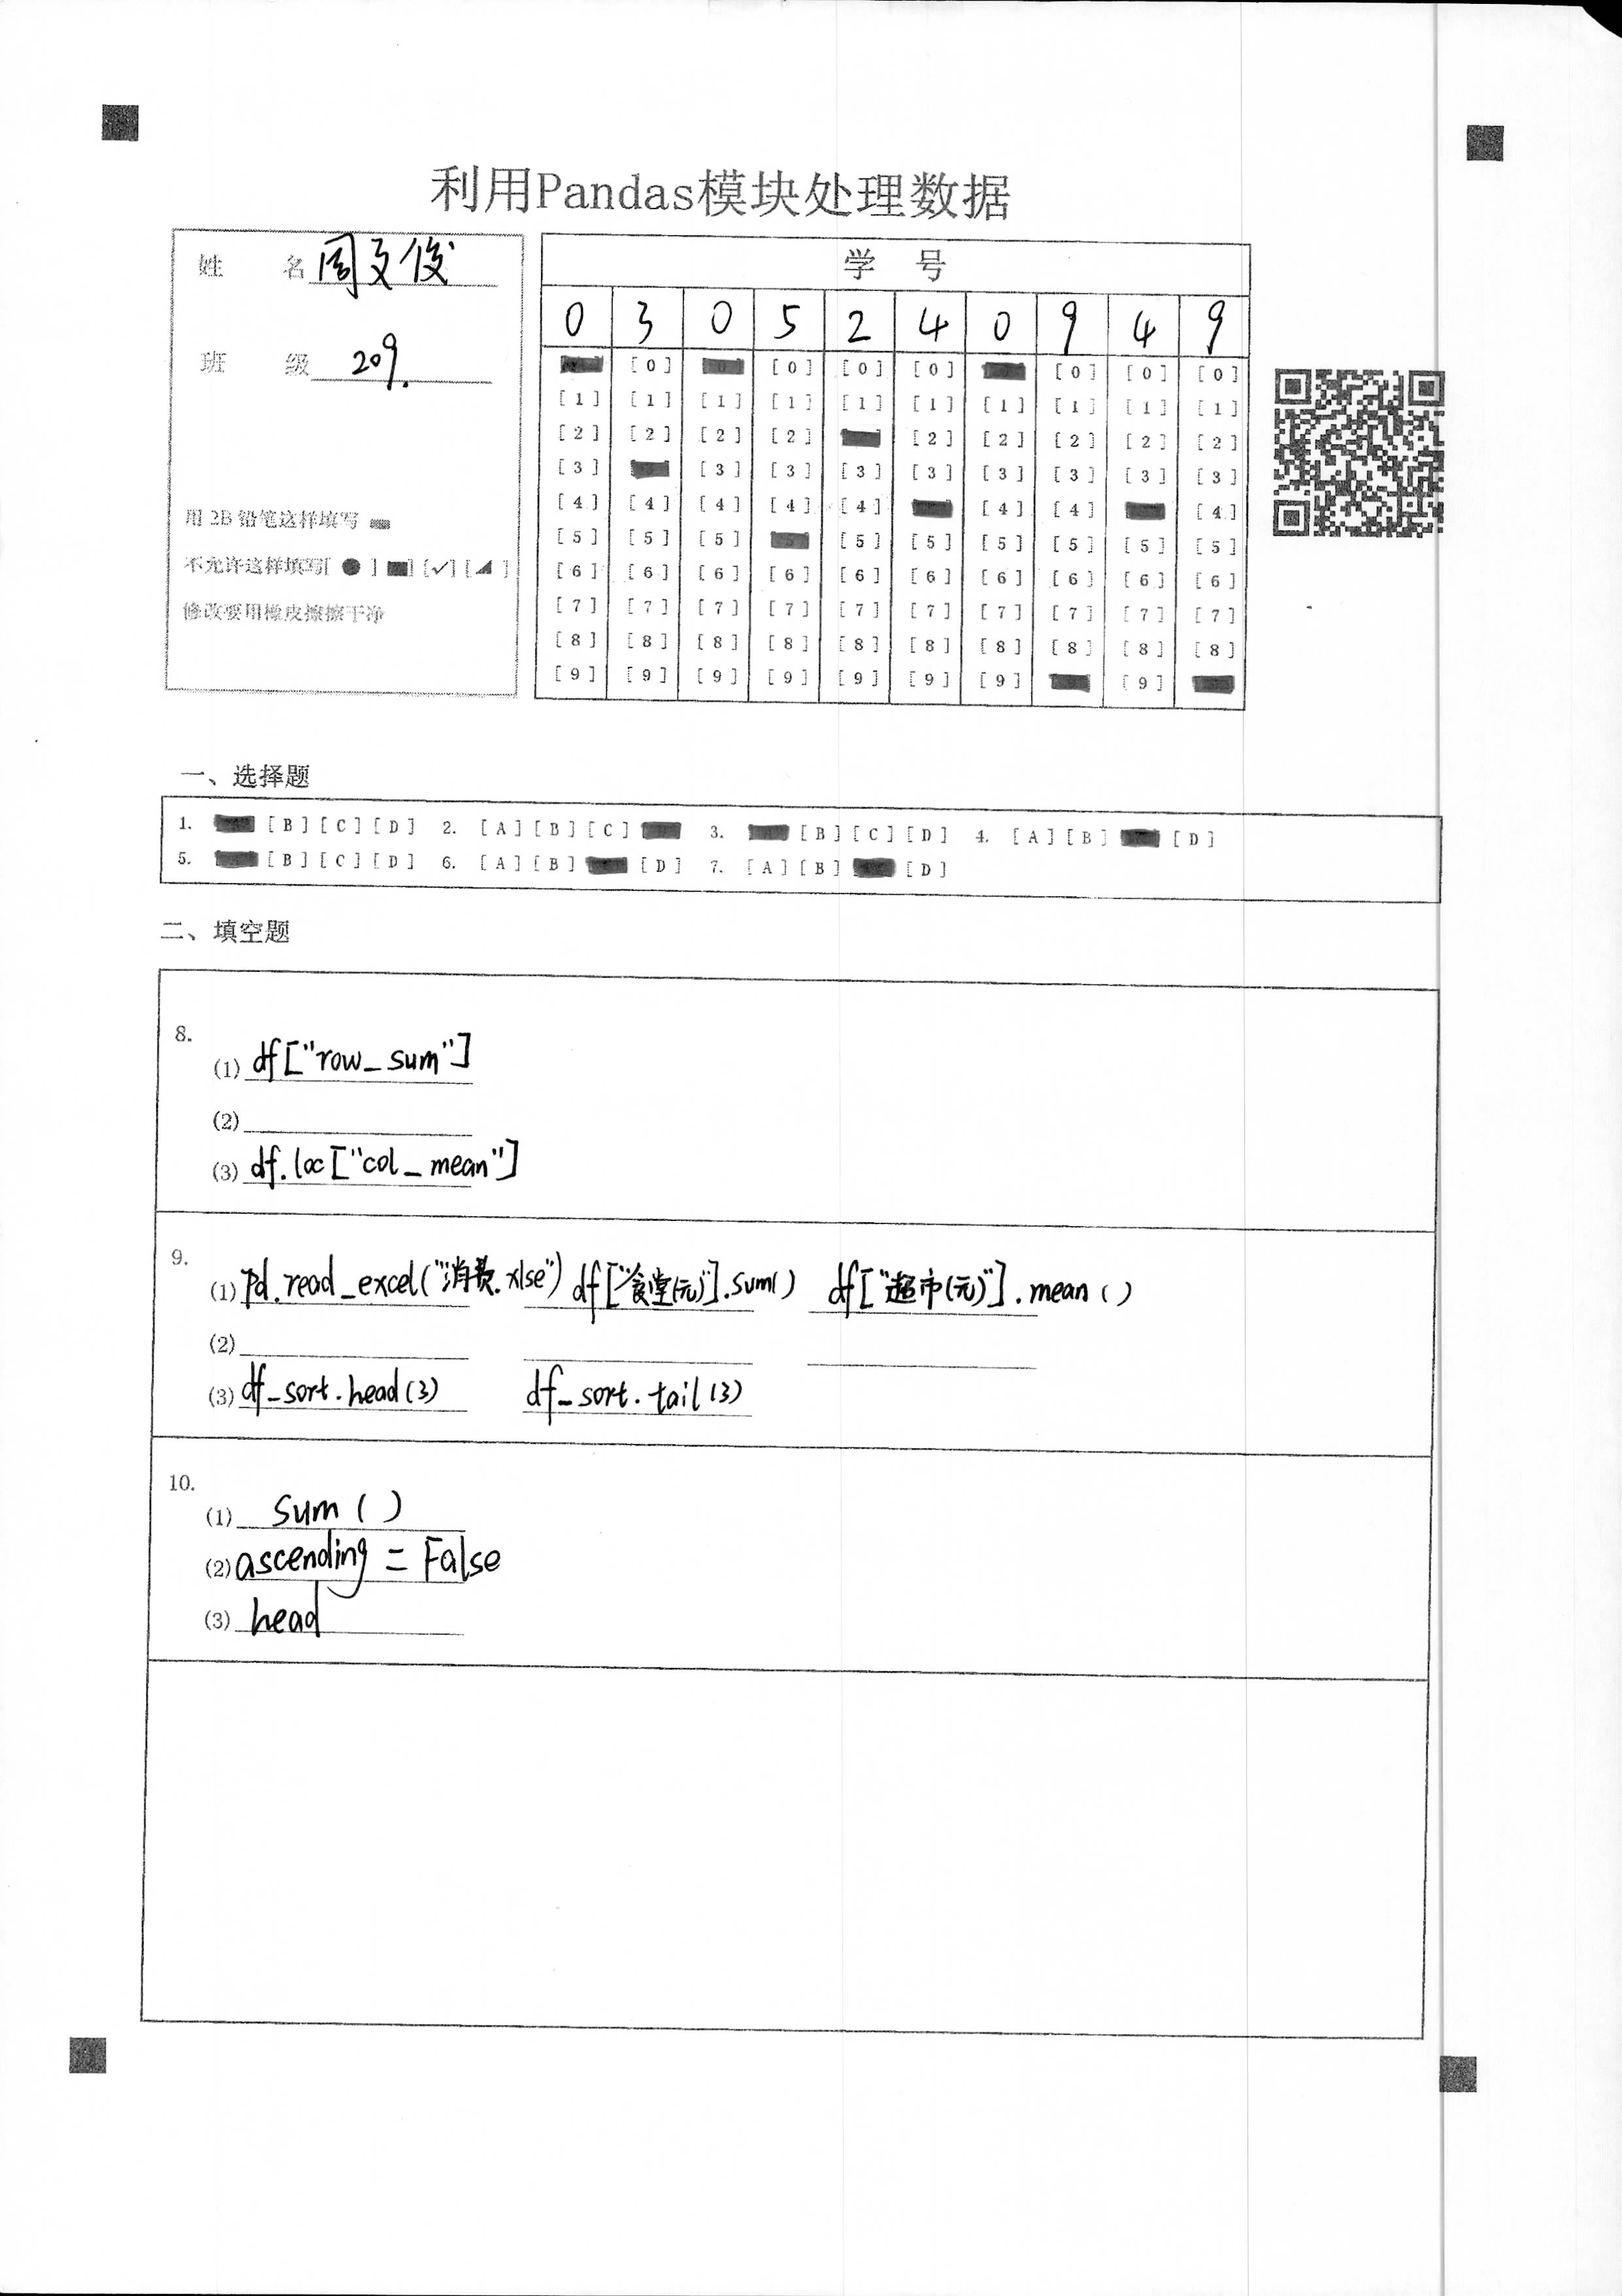 利用Pandas模块处理数据
姓 名 周文俊
班 级 209.
用 2B 铅笔这样填写
不允许这样填写[ ● ] [■] [✓] [◢ ]
修改要用橡皮擦擦干净
学 号
0 3 0 5 2 4 0 9 4 9
[0] [0] [0] [0] [0] [0] [0]
[1] [1] [1] [1] [1] [1] [1] [1] [1] [1]
[2] [2] [2] [2] [2] [2] [2] [2] [2]
[3] [3] [3] [3] [3] [3] [3] [3] [3]
[4] [4] [4] [4] [4] [4] [4] [4]
[5] [5] [5] [5] [5] [5] [5] [5] [5]
[6] [6] [6] [6] [6] [6] [6] [6] [6] [6]
[7] [7] [7] [7] [7] [7] [7] [7] [7] [7]
[8] [8] [8] [8] [8] [8] [8] [8] [8] [8]
[9] [9] [9] [9] [9] [9] [9] [9]
一、选择题
1. [B] [C] [D] 2. [A] [B] [C] 3. [B] [C] [D] 4. [A] [B] [D]
5. [B] [C] [D] 6. [A] [B] [D] 7. [A] [B] [D]
二、填空题
8.
(1) df["row_sum"]
(2)
(3) df.loc["col_mean"]
9.
(1) pd.read_excel("消费.xlse") df["食堂(元)"].sum() df["超市(元)"].mean()
(2)
(3) df_sort.head(3) df_sort.tail(3)
10.
(1) sum()
(2) ascending = False
(3) head